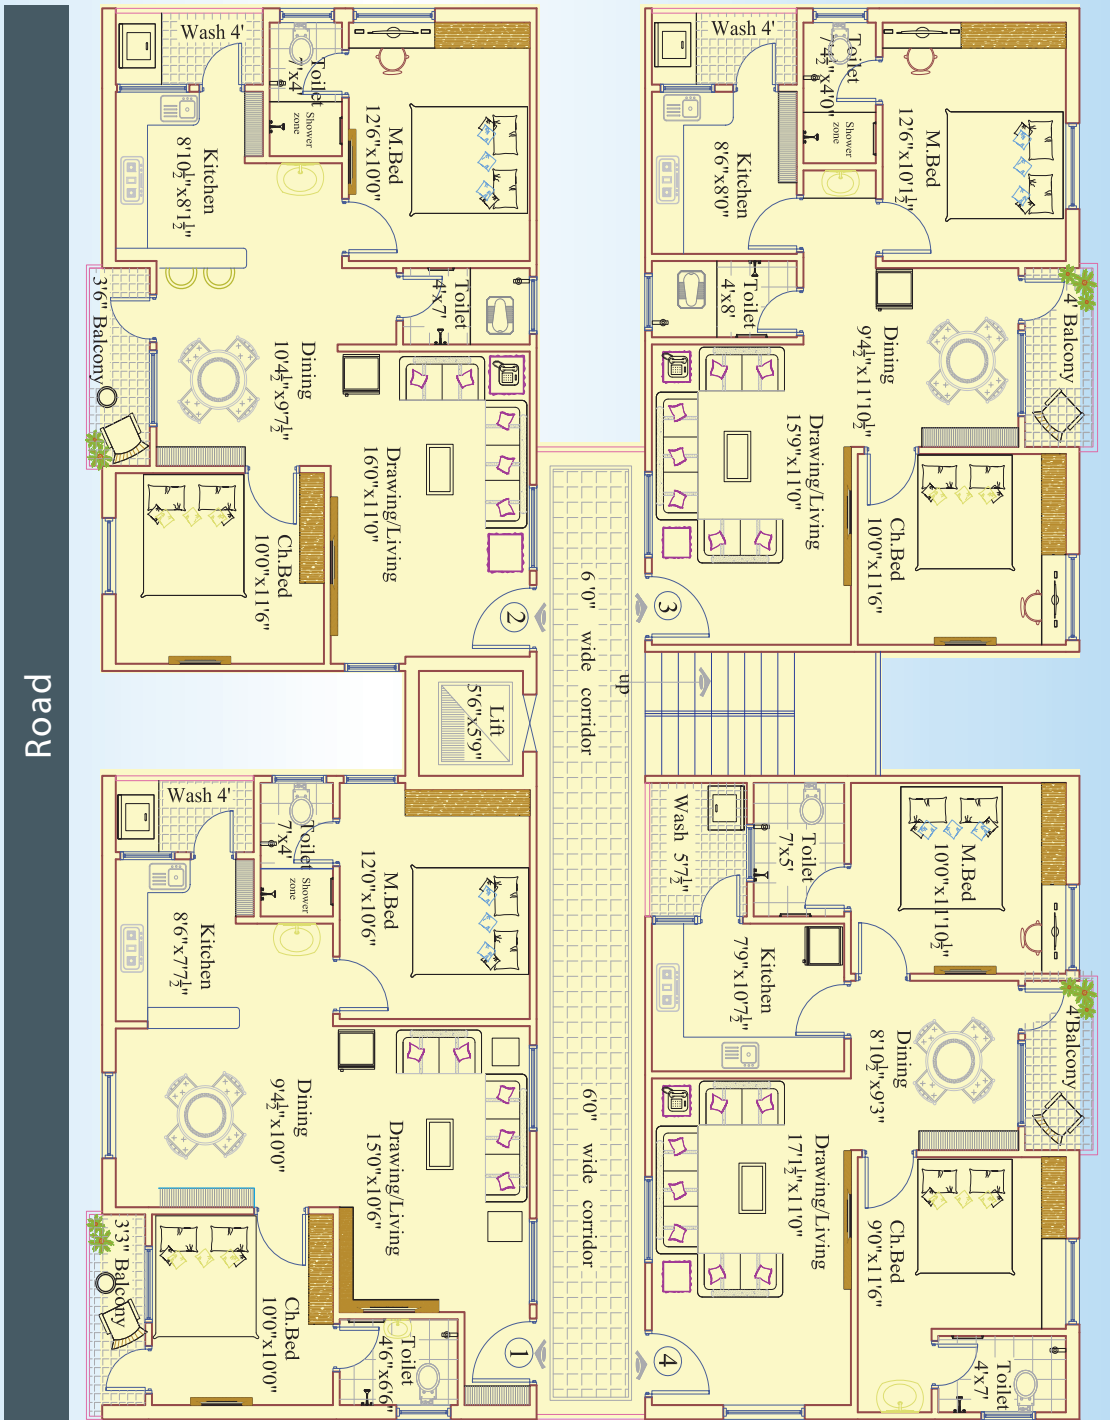 Road
Wash 4'
Toilet
7'x4'
Shower
zone
M.Bed
12'6"x10'0"
Kitchen
8'10½"x8'1½"
Toilet
4'x7'
3'6" Balcony
Dining
10'4½"x9'7½"
Drawing/Living
16'0"x11'0"
Ch.Bed
10'0"x11'6"
2
Wash 4'
Toilet
7'4½"x4'0"
Shower
zone
M.Bed
12'6"x10'1½"
Kitchen
8'6"x8'0"
Toilet
4'x8'
4' Balcony
Dining
9'4½"x11'10½"
Drawing/Living
15'9"x11'0"
Ch.Bed
10'0"x11'6"
3
6'0" wide corridor
up
Lift
5'6"x5'9"
Wash 4'
Toilet
7'x4'
Shower
zone
M.Bed
12'0"x10'6"
Kitchen
8'6"x7'7½"
Dining
9'4½"x10'0"
Drawing/Living
15'0"x10'6"
3'3" Balcony
Ch.Bed
10'0"x10'0"
Toilet
4'6"x6'6"
1
6'0" wide corridor
Wash 5'7½"
Toilet
7'x5'
M.Bed
10'0"x11'10½"
Kitchen
7'9"x10'7½"
Dining
8'10½"x9'3"
4'Balcony
Drawing/Living
17'1½"x11'0"
Ch.Bed
9'0"x11'6"
Toilet
4'x7'
4